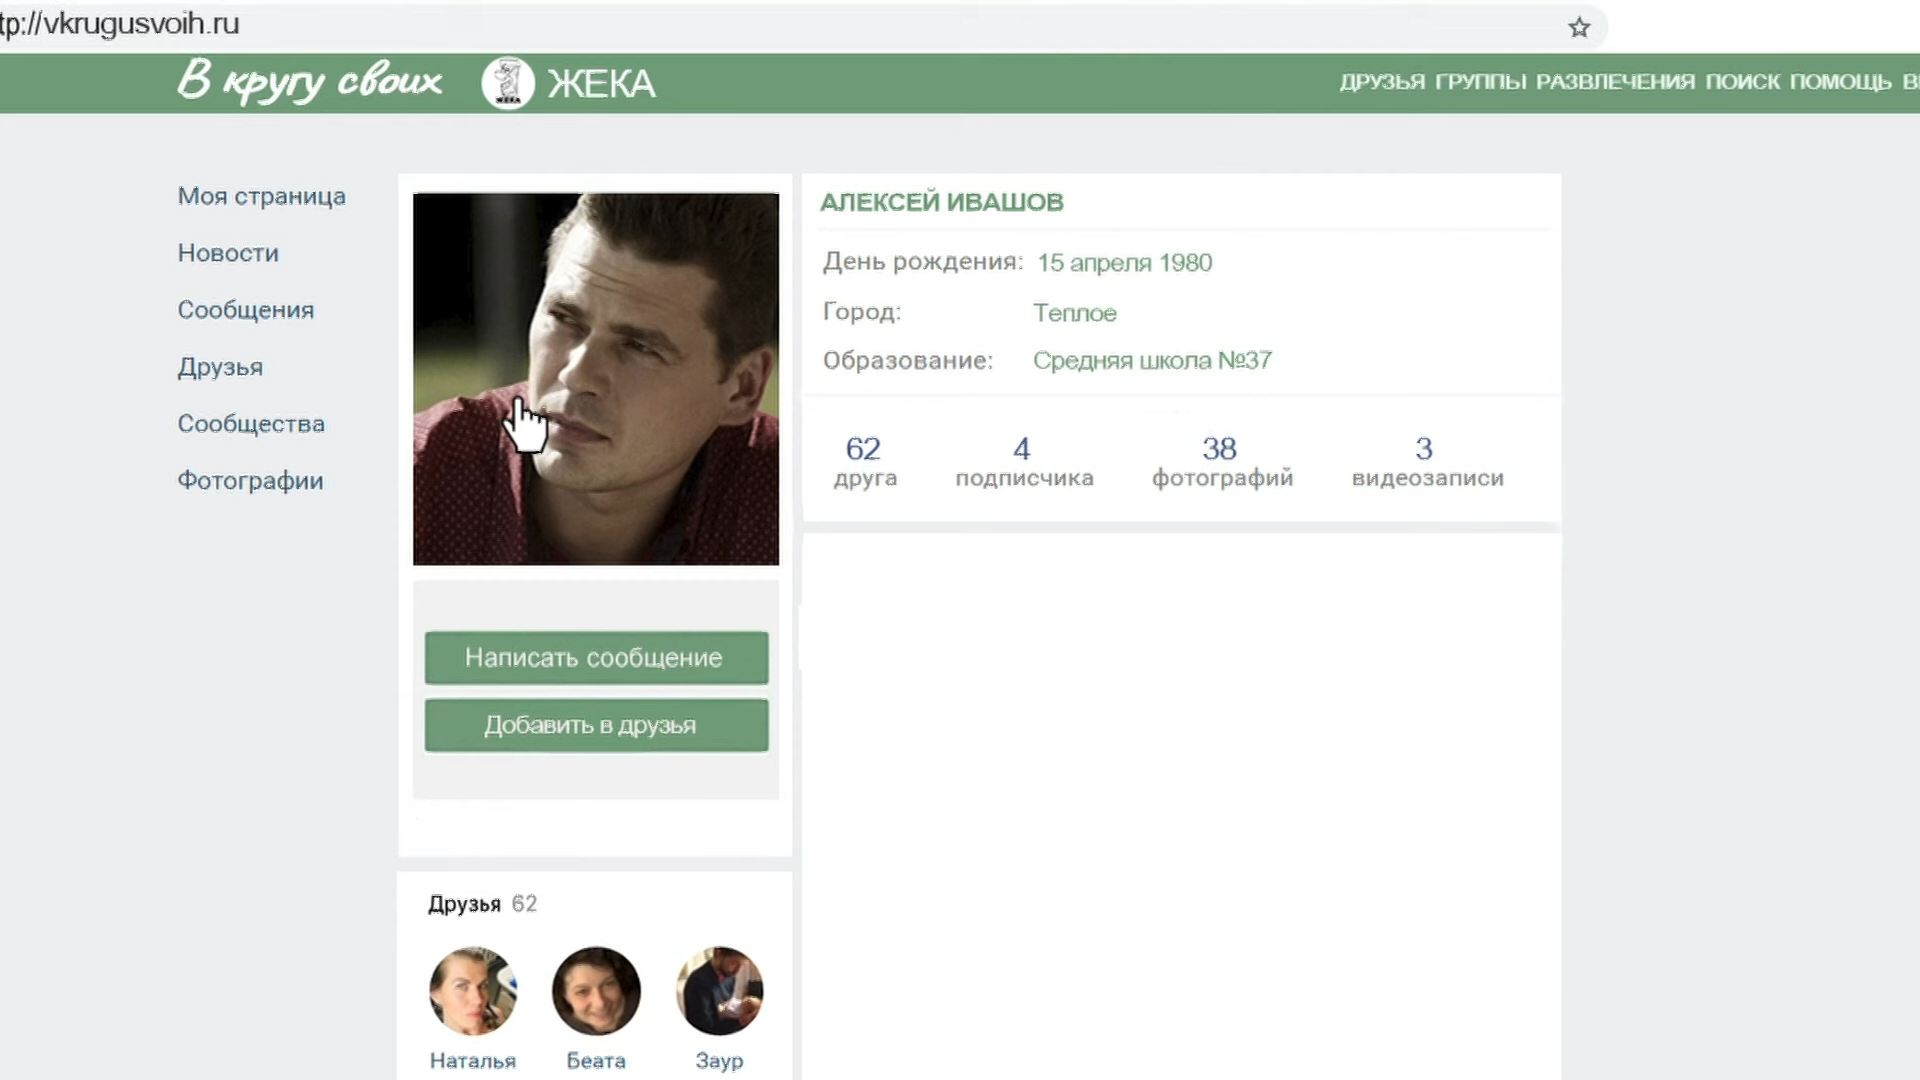 tp://vkrugusvoih.ru
В кругу своих
ЖЕКА
ДРУЗЬЯ ГРУППЫ РАЗВЛЕЧЕНИЯ ПОИСК ПОМОЩЬ
Моя страница
Новости
Сообщения
Друзья
Сообщества
Фотографии
АЛЕКСЕЙ ИВАШОВ
День рождения: 15 апреля 1980
Город: Теплое
Образование: Средняя школа №37
62 4 38 3
друга подписчика фотографий видеозаписи
Написать сообщение
Добавить в друзья
Друзья 62
Наталья Беата Заур